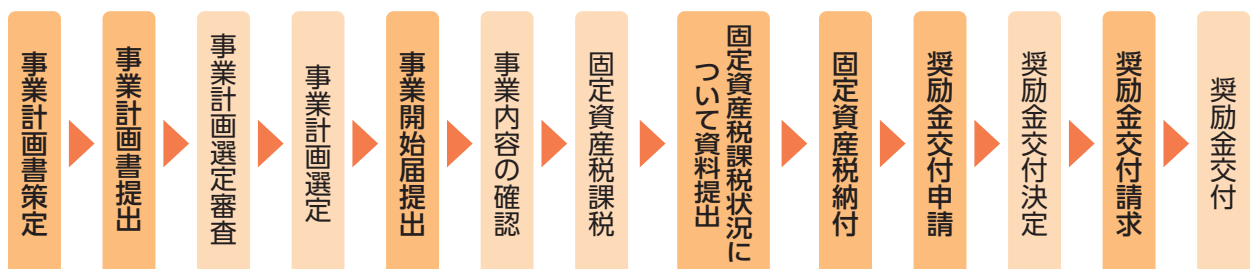 事業計画書策定
事業計画書提出
事業計画選定審査
事業計画選定
事業開始届提出
事業内容の確認
固定資産税課税
固定資産税課税状況に
ついて資料提出
固定資産税納付
奨励金交付申請
奨励金交付決定
奨励金交付請求
奨励金交付